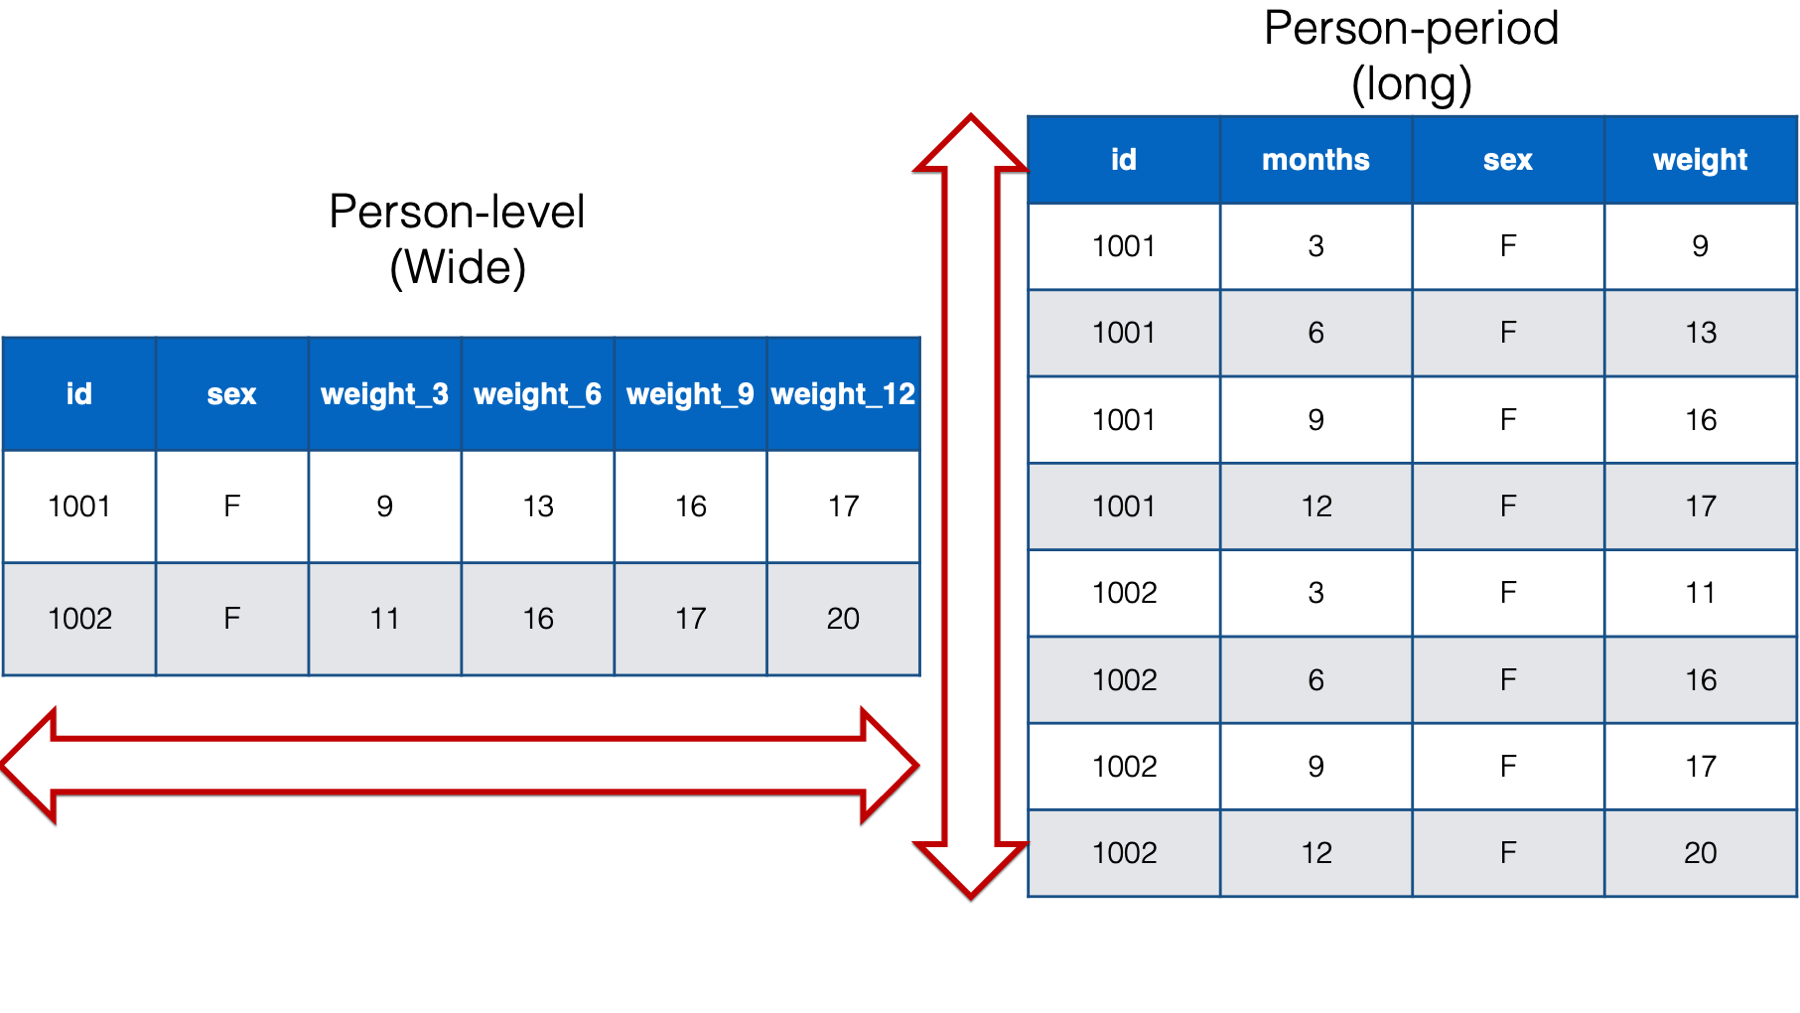 Person-level
(Wide)
id sex weight_3 weight_6 weight_9 weight_12
1001 F 9 13 16 17
1002 F 11 16 17 20
Person-period
(long)
id months sex weight
1001 3 F 9
1001 6 F 13
1001 9 F 16
1001 12 F 17
1002 3 F 11
1002 6 F 16
1002 9 F 17
1002 12 F 20